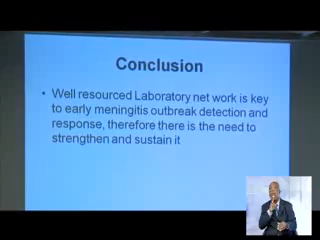 Conclusion
• Well resourced Laboratory net work is key
to early meningitis outbreak detection and
response, therefore there is the need to
strengthen and sustain it